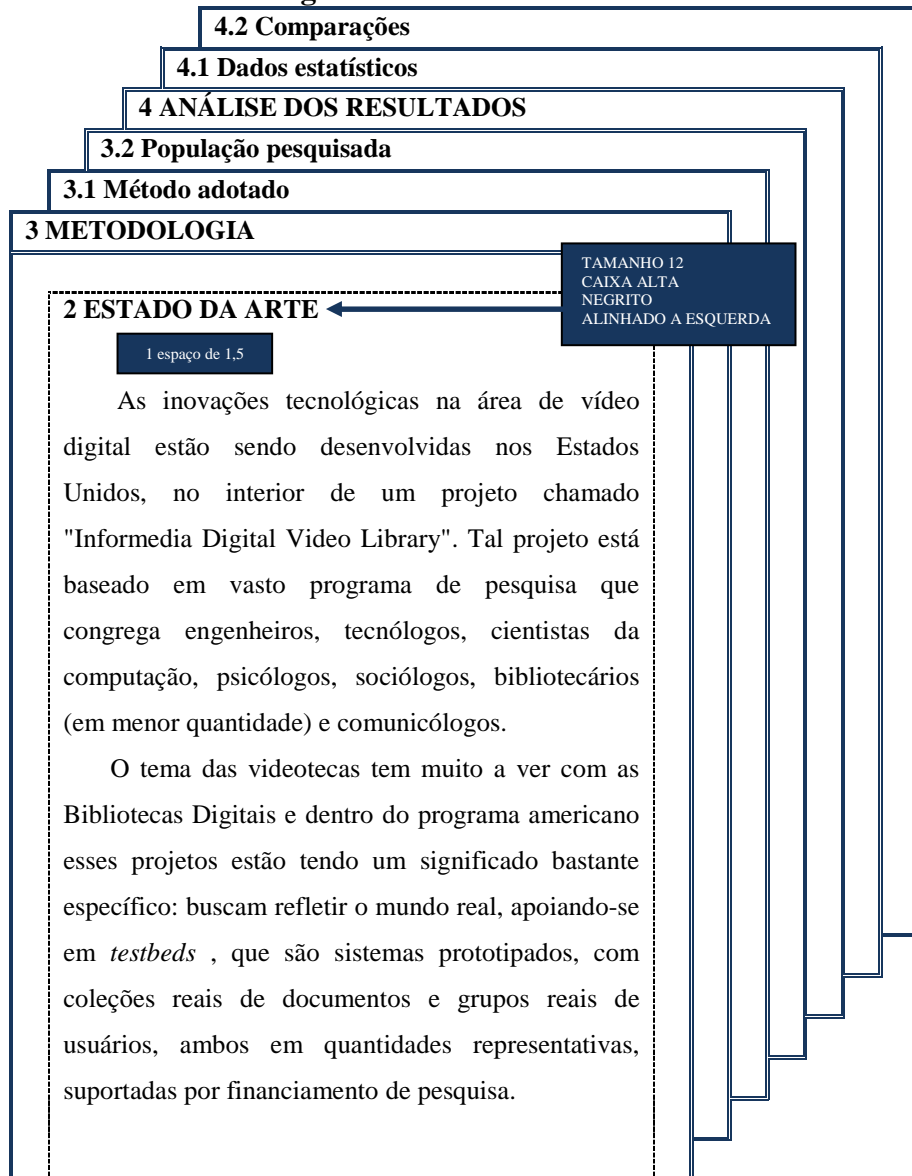 4.2 Comparações
4.1 Dados estatísticos
4 ANÁLISE DOS RESULTADOS
3.2 População pesquisada
3.1 Método adotado
3 METODOLOGIA
TAMANHO 12
CAIXA ALTA
NEGRITO
ALINHADO A ESQUERDA
2 ESTADO DA ARTE
1 espaço de 1,5
As inovações tecnológicas na área de vídeo
digital estão sendo desenvolvidas nos Estados
Unidos, no interior de um projeto chamado
"Informedia Digital Video Library". Tal projeto está
baseado em vasto programa de pesquisa que
congrega engenheiros, tecnólogos, cientistas da
computação, psicólogos, sociólogos, bibliotecários
(em menor quantidade) e comunicólogos.
O tema das videotecas tem muito a ver com as
Bibliotecas Digitais e dentro do programa americano
esses projetos estão tendo um significado bastante
específico: buscam refletir o mundo real, apoiando-se
em testbeds , que são sistemas prototipados, com
coleções reais de documentos e grupos reais de
usuários, ambos em quantidades representativas,
suportadas por financiamento de pesquisa.